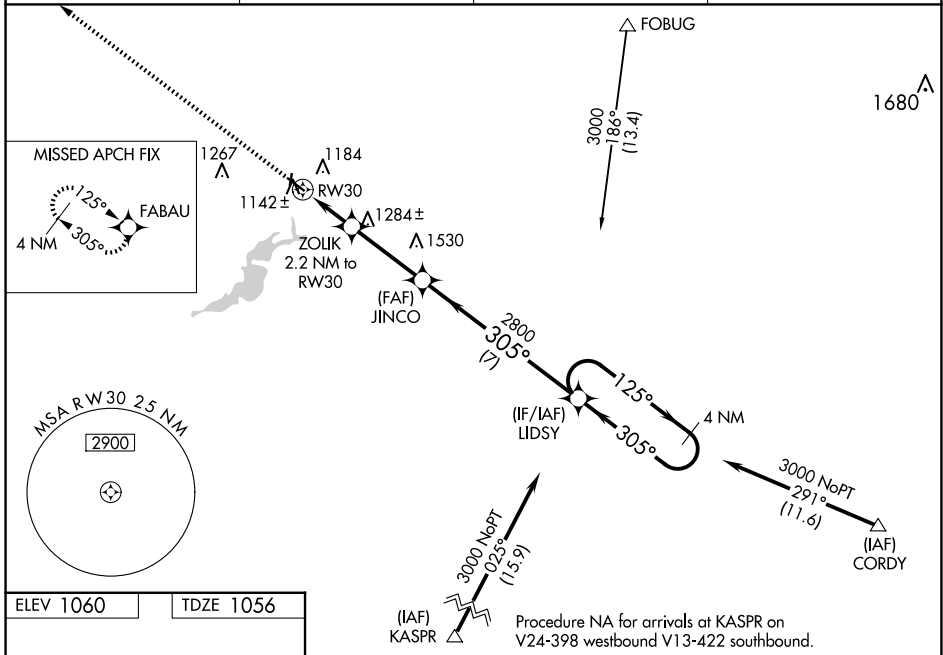 FOBUG
3000
186°
(13.4)
1680
MISSED APCH FIX
125°
FABAU
4 NM
305°
1267
1184
1142±
RW30
1284±
ZOLIK
2.2 NM to
RW30
1530
(FAF)
JINCO
2800
305°
(7)
(IF/IAF)
LIDSY
125°
4 NM
305°
MSA RW30 25 NM
2900
3000 NoPT
291°
(11.6)
(IAF)
CORDY
3000 NoPT
025°
(15.9)
(IAF)
KASPR
Procedure NA for arrivals at KASPR on
V24-398 westbound V13-422 southbound.
ELEV 1060
TDZE 1056